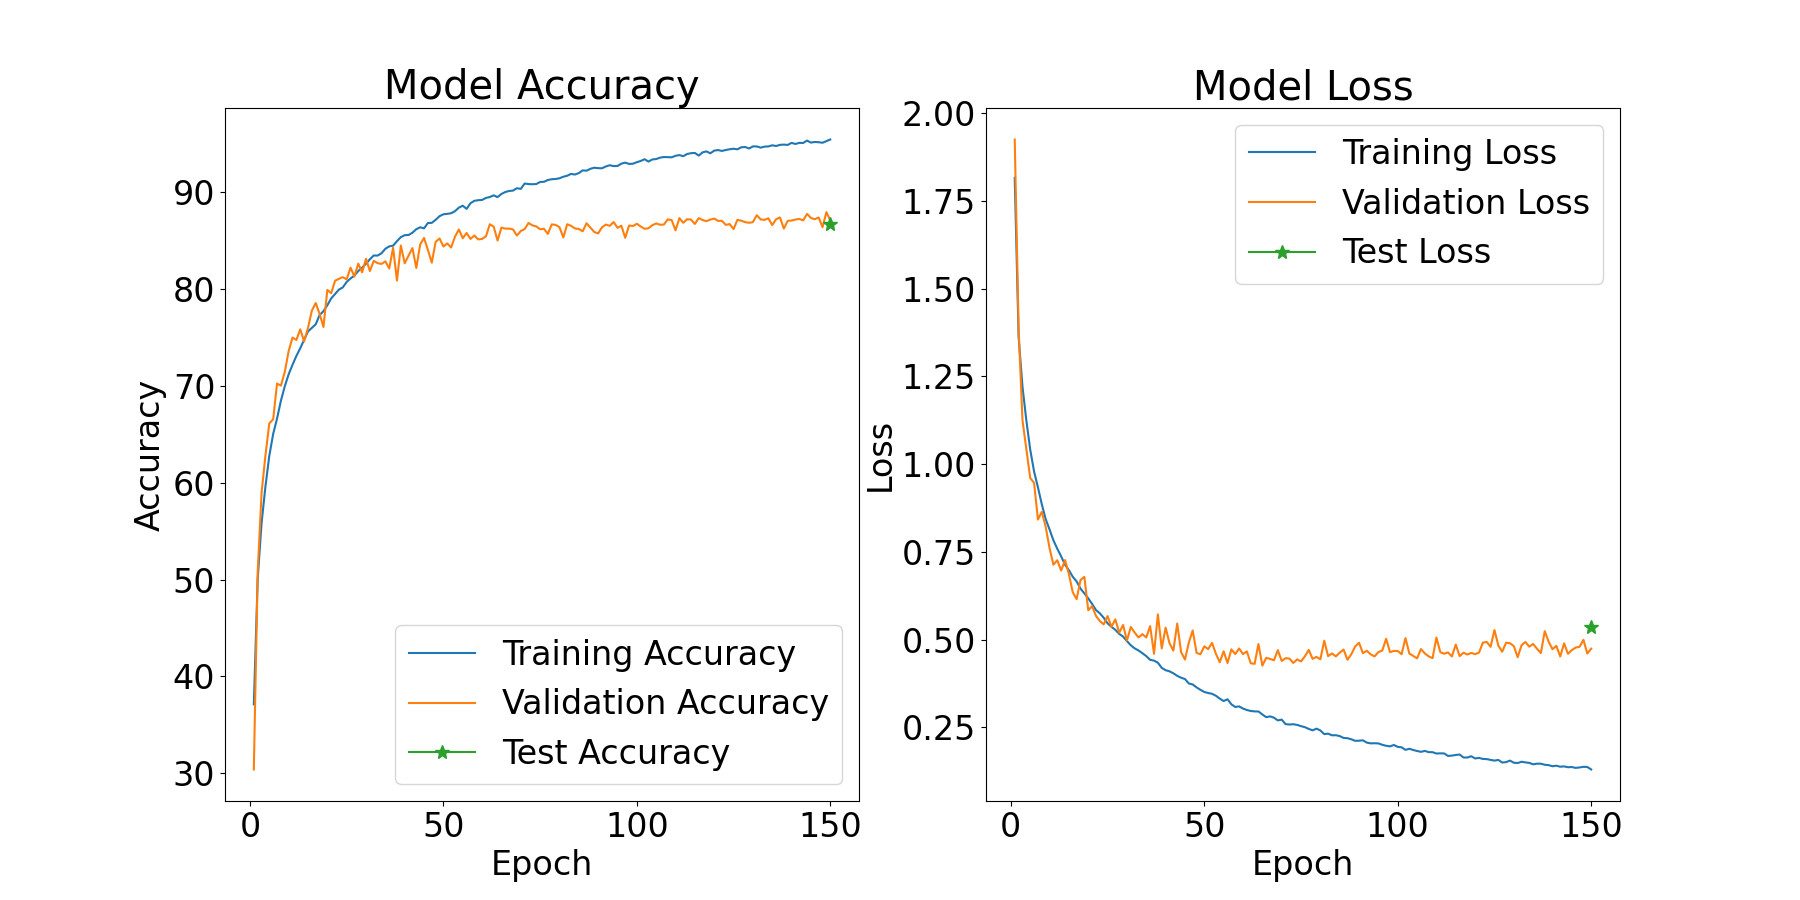 Model Accuracy
Accuracy
90
80
70
60
50
40
30
Training Accuracy
Validation Accuracy
Test Accuracy
0 50 100 150
Epoch
Model Loss
Loss
2.00
1.75
1.50
1.25
1.00
0.75
0.50
0.25
Training Loss
Validation Loss
Test Loss
0 50 100 150
Epoch